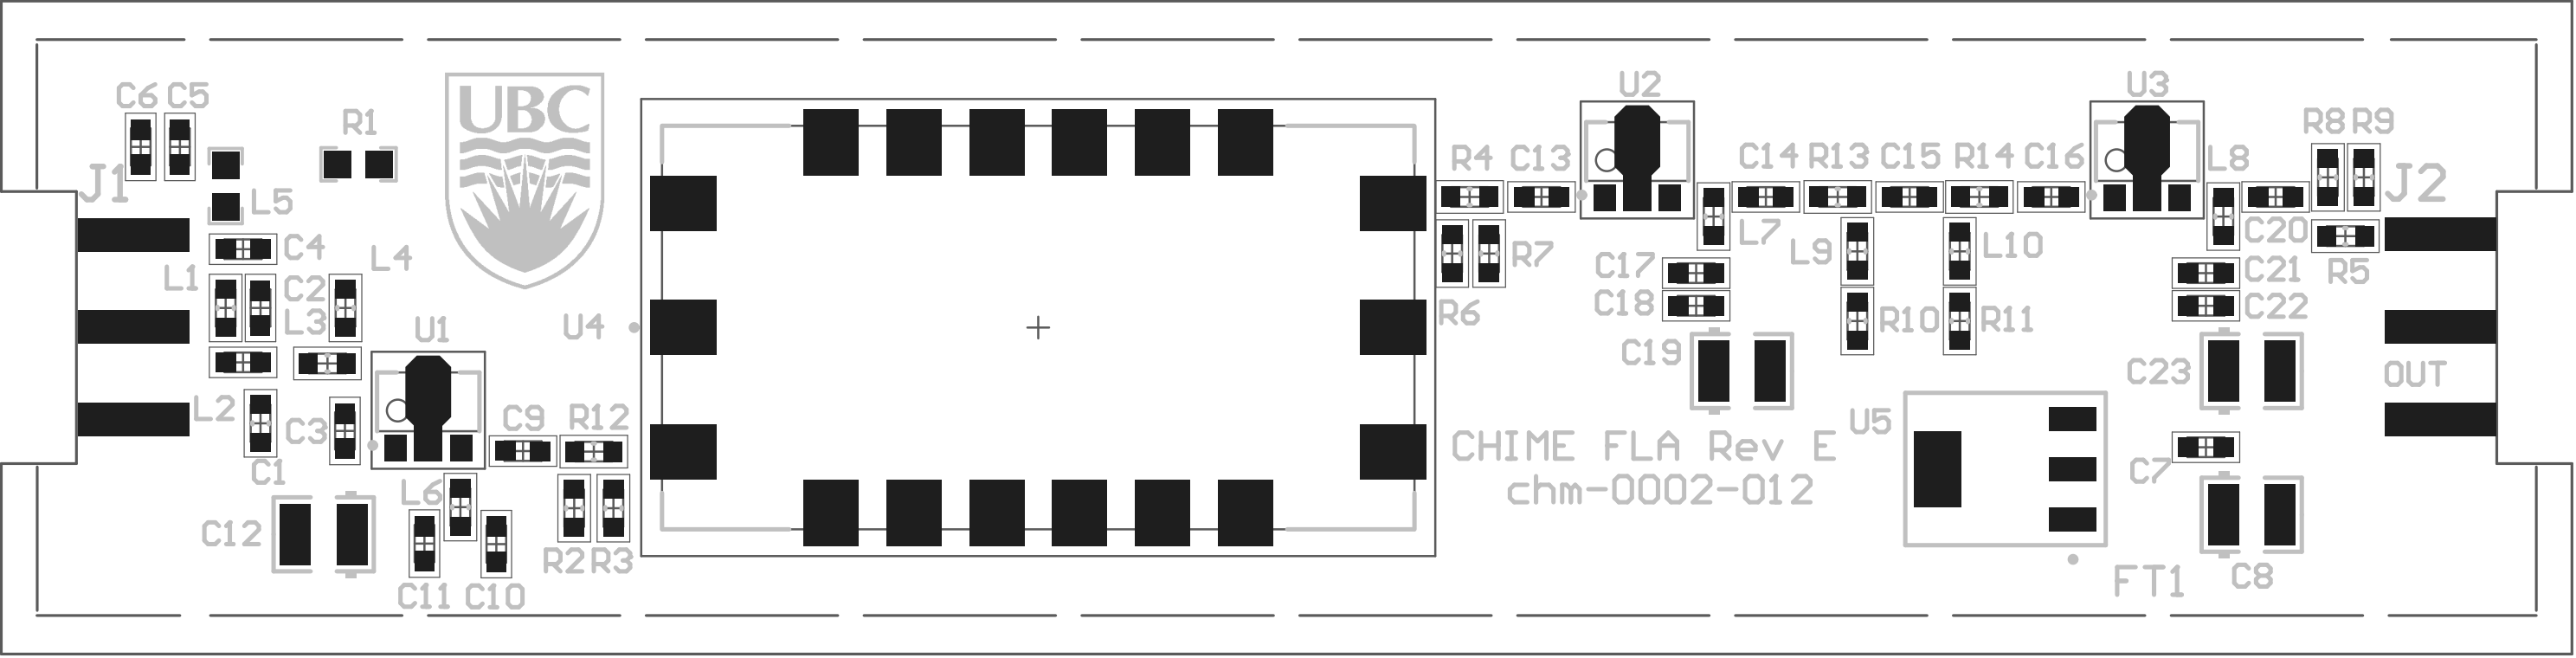 C6 C5
R1
UBC
U2
U3
R8 R9
J1
L5
R4 C13
C14 R13 C15 R14 C16
L8
J2
C4
L4
R7
L7
L9
L10
C20
R5
L1
C2
C17
C21
L3
U1
U4
R6
C18
R10
R11
C22
C19
C23
OUT
L2
C3
C9
R12
U5
CHIME FLA Rev E
chm-0002-012
C1
L6
C7
C12
R2 R3
C11 C10
FT1
C8